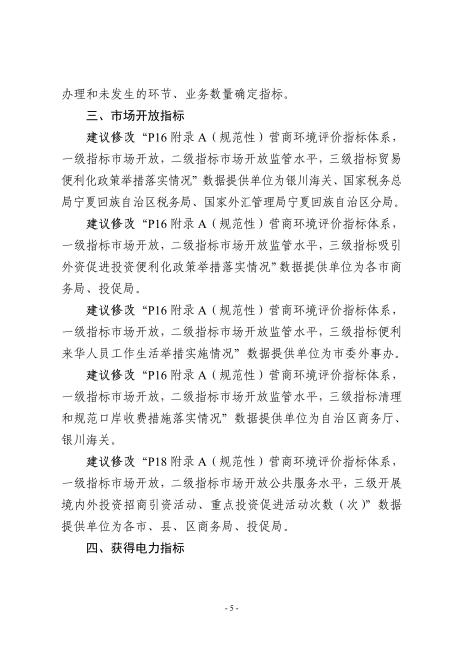 办理和未发生的环节、业务数量确定指标。
三、市场开放指标
建议修改“P16 附录 A（规范性）营商环境评价指标体系，
一级指标市场开放，二级指标市场开放监管水平，三级指标贸易
便利化政策举措落实情况”数据提供单位为银川海关、国家税务总
局宁夏回族自治区税务局、国家外汇管理局宁夏回族自治区分局。
建议修改“P16 附录 A（规范性）营商环境评价指标体系，
一级指标市场开放，二级指标市场开放监管水平，三级指标吸引
外资促进投资便利化政策举措落实情况”数据提供单位为各市商
务局、投促局。
建议修改“P16 附录 A（规范性）营商环境评价指标体系，
一级指标市场开放，二级指标市场开放监管水平，三级指标便利
来华人员工作生活举措实施情况”数据提供单位为市委外事办。
建议修改“P16 附录 A（规范性）营商环境评价指标体系，
一级指标市场开放，二级指标市场开放监管水平，三级指标清理
和规范口岸收费措施落实情况”数据提供单位为自治区商务厅、
银川海关。
建议修改“P18 附录 A（规范性）营商环境评价指标体系，
一级指标市场开放，二级指标市场开放公共服务水平，三级开展
境内外投资招商引资活动、重点投资促进活动次数（次）”数据
提供单位为各市、县、区商务局、投促局。
四、获得电力指标
- 5 -